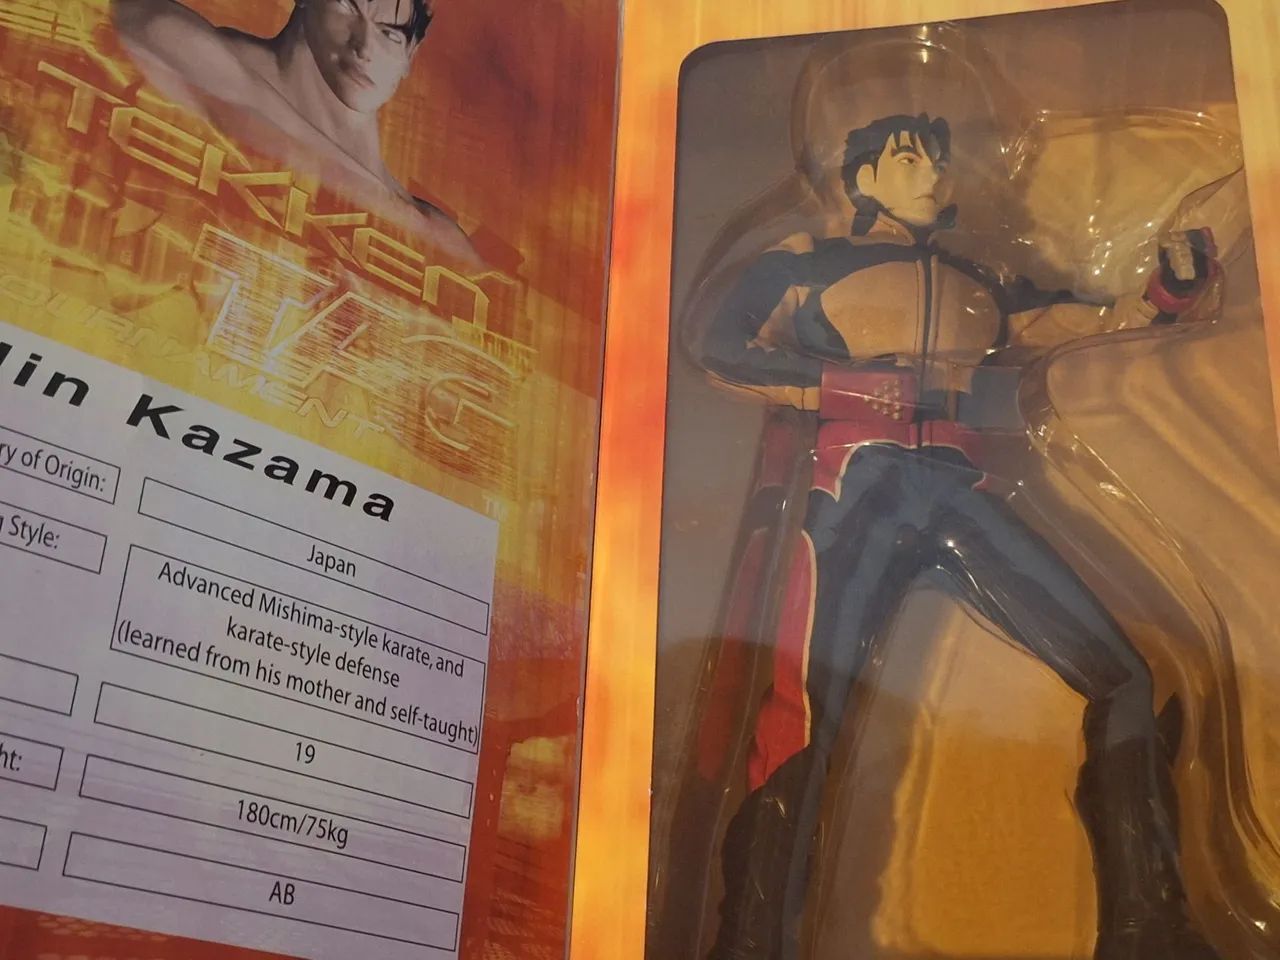 TEKKEN
TAG
TOURNAMENT
TM
Jin Kazama
ry of Origin:
Japan
Style:
Advanced Mishima-style karate, and
karate-style defense
(learned from his mother and self-taught)
19
ht:
180cm/75kg
AB